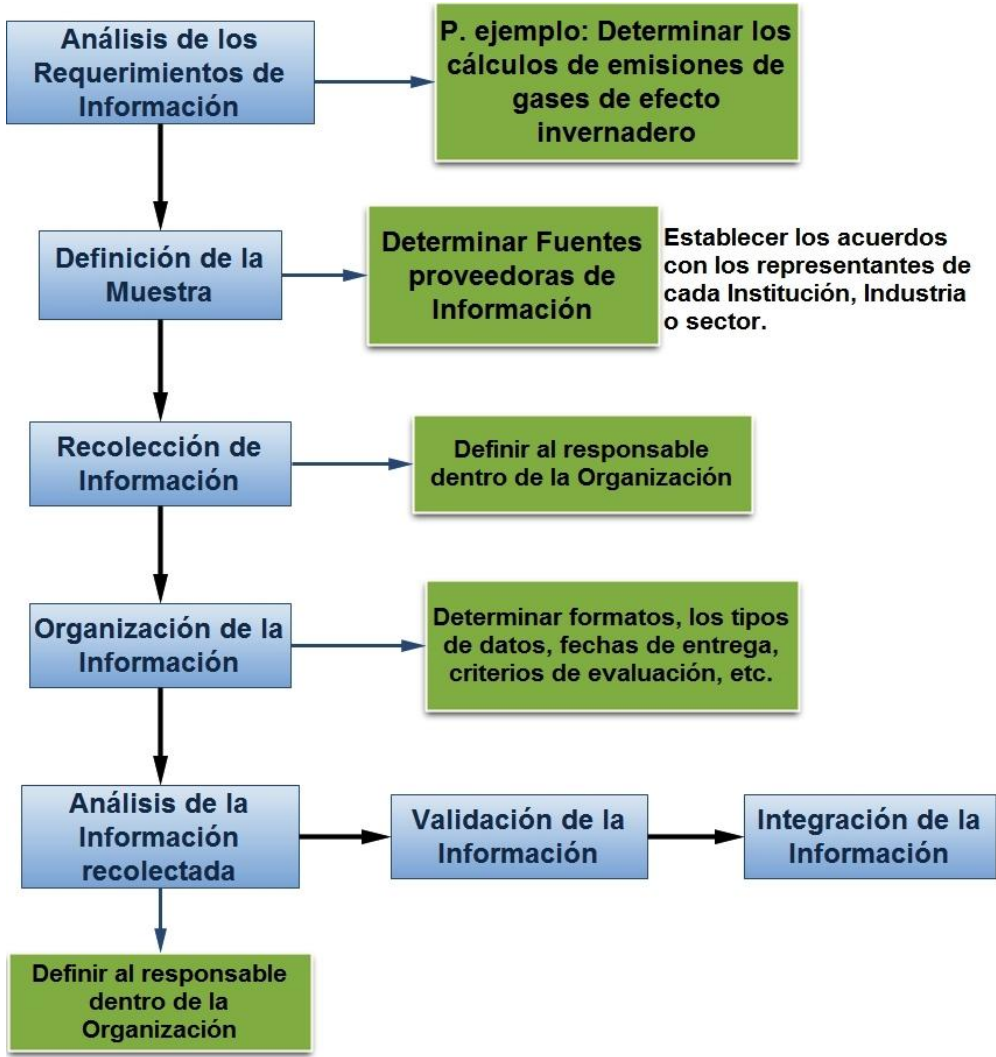 Análisis de los
Requerimientos de
Información
P. ejemplo: Determinar los
cálculos de emisiones de
gases de efecto
invernadero
Definición de la
Muestra
Determinar Fuentes
proveedoras de
Información
Establecer los acuerdos
con los representantes de
cada Institución, Industria
o sector.
Recolección de
Información
Definir al responsable
dentro de la Organización
Organización de la
Información
Determinar formatos, los tipos
de datos, fechas de entrega,
criterios de evaluación, etc.
Análisis de la
Información
recolectada
Validación de la
Información
Integración de la
Información
Definir al responsable
dentro de la
Organización